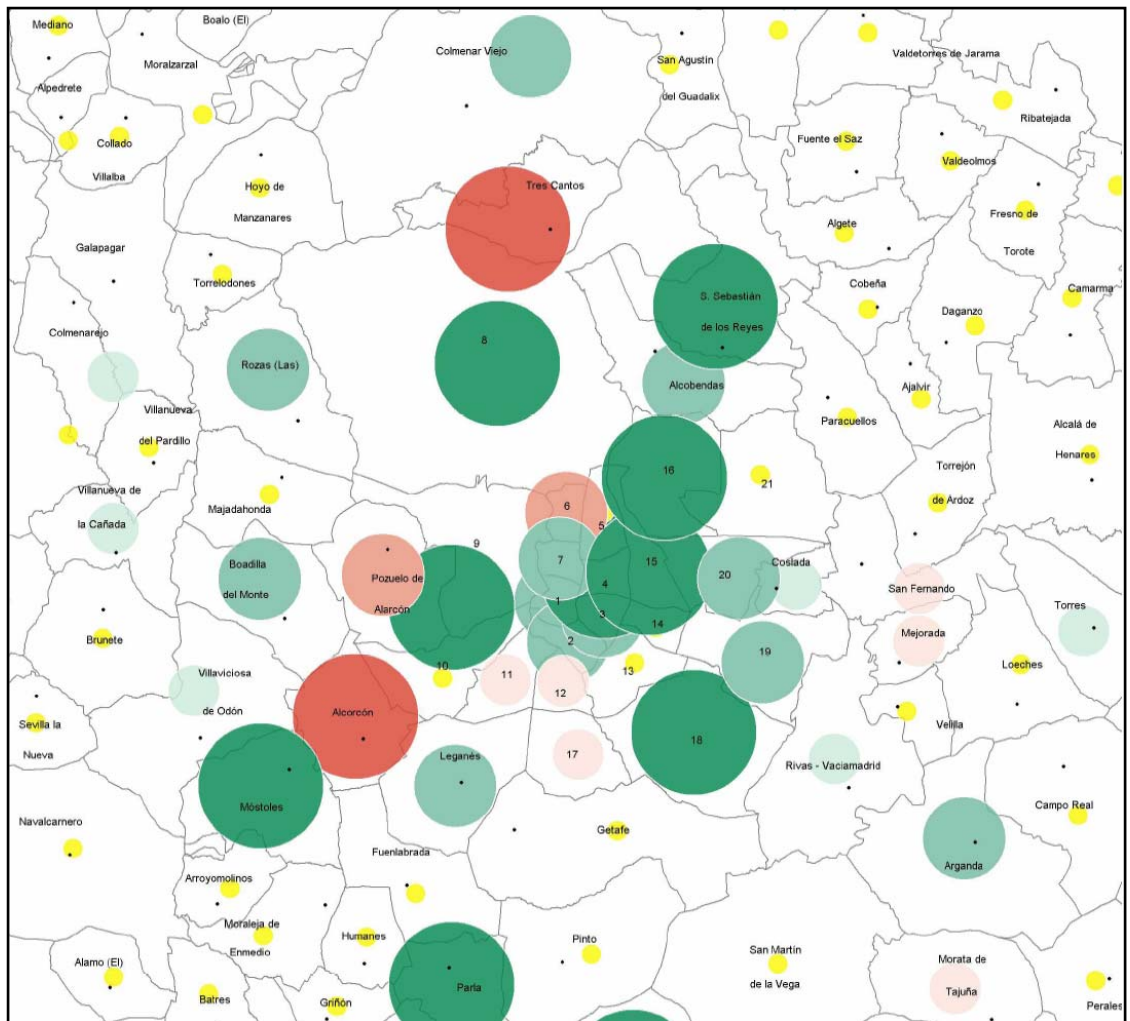 Mediano
Boalo (El)
Moralzarzal
Colmenar Viejo
San Agustin
del Guadalix
Valdetorres de Jarama
Alpedrete
Collado
Villalba
Ribatejada
Fuente el Saz
Valdeolmos
Hoyo de
Manzanares
Tres Cantos
Fresno de
Torote
Algete
Galapagar
Torrelodones
Cobeña
Camarma
Colmenarejo
S. Sebastián
de los Reyes
Daganzo
8
Rozas (Las)
Alcobendas
Ajalvir
Villanueva
del Pardillo
Paracuellos
Alcalá de
Henares
Villanueva de
la Cañada
Majadahonda
16
21
Torrejón
de Ardoz
6
5
9
Boadilla
del Monte
Pozuelo de
Alarcón
7
4
15
20
Coslada
San Fernando
1
3
14
Torres
Brunete
2
Mejorada
10
11
12
13
19
Loeches
Villaviciosa
de Odón
Sevilla la
Nueva
Alcorcón
Velilla
18
17
Leganés
Rivas - Vaciamadrid
Móstoles
Campo Real
Navalcarnero
Getafe
Fuenlabrada
Arganda
Arroyomolinos
Moraleja de
Enmedio
Humanes
Pinto
San Martín
de la Vega
Morata de
Tajuña
Alamo (El)
Parla
Batres
Griñón
Perales